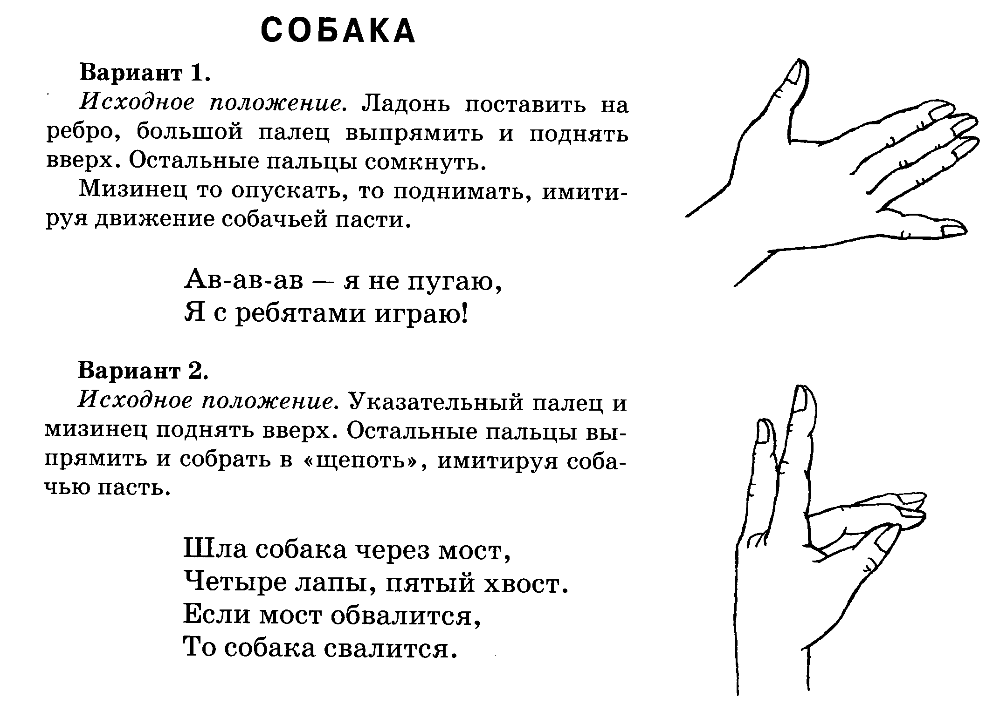 СОБАКА
Вариант 1.
Исходное положение. Ладонь поставить на
ребро, большой палец выпрямить и поднять
вверх. Остальные пальцы сомкнуть.
Мизинец то опускать, то поднимать, имити-
руя движение собачьей пасти.
Ав-ав-ав — я не пугаю,
Я с ребятами играю!
Вариант 2.
Исходное положение. Указательный палец и
мизинец поднять вверх. Остальные пальцы вы-
прямить и собрать в «щепоть», имитируя соба-
чью пасть.
Шла собака через мост,
Четыре лапы, пятый хвост.
Если мост обвалится,
То собака свалится.